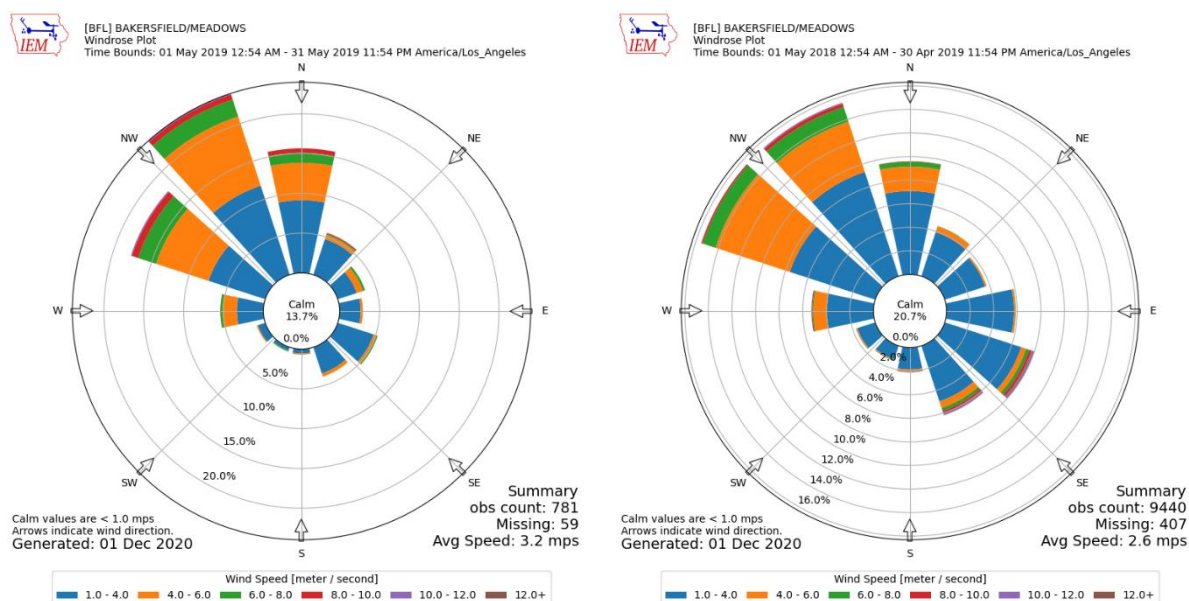 IEM
[BFL] BAKERSFIELD/MEADOWS
Windrose Plot
Time Bounds: 01 May 2019 12:54 AM - 31 May 2019 11:54 PM America/Los_Angeles
N
NW
NE
W
E
Calm
13.7%
0.0%
5.0%
10.0%
15.0%
20.0%
SW
SE
S
Calm values are < 1.0 mps
Arrows indicate wind direction.
Generated: 01 Dec 2020
Summary
obs count: 781
Missing: 59
Avg Speed: 3.2 mps
Wind Speed [meter / second]
1.0 - 4.0 4.0 - 6.0 6.0 - 8.0 8.0 - 10.0 10.0 - 12.0 12.0+
IEM
[BFL] BAKERSFIELD/MEADOWS
Windrose Plot
Time Bounds: 01 May 2018 12:54 AM - 30 Apr 2019 11:54 PM America/Los_Angeles
N
NW
NE
W
E
Calm
20.7%
0.0%
2.0%
4.0%
6.0%
8.0%
10.0%
12.0%
14.0%
16.0%
SW
SE
S
Calm values are < 1.0 mps
Arrows indicate wind direction.
Generated: 01 Dec 2020
Summary
obs count: 9440
Missing: 407
Avg Speed: 2.6 mps
Wind Speed [meter / second]
1.0 - 4.0 4.0 - 6.0 6.0 - 8.0 8.0 - 10.0 10.0 - 12.0 12.0+